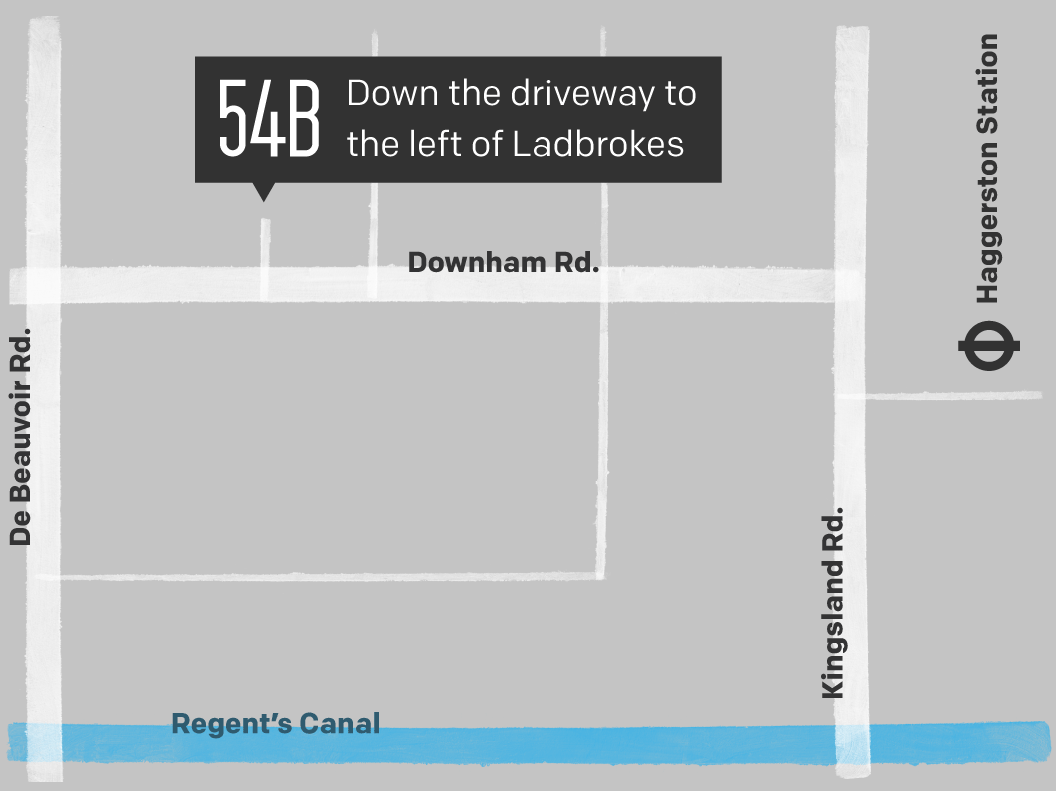 54B
Down the driveway to
the left of Ladbrokes
Haggerston Station
Downham Rd.
De Beauvoir Rd.
Kingsland Rd.
Regent’s Canal